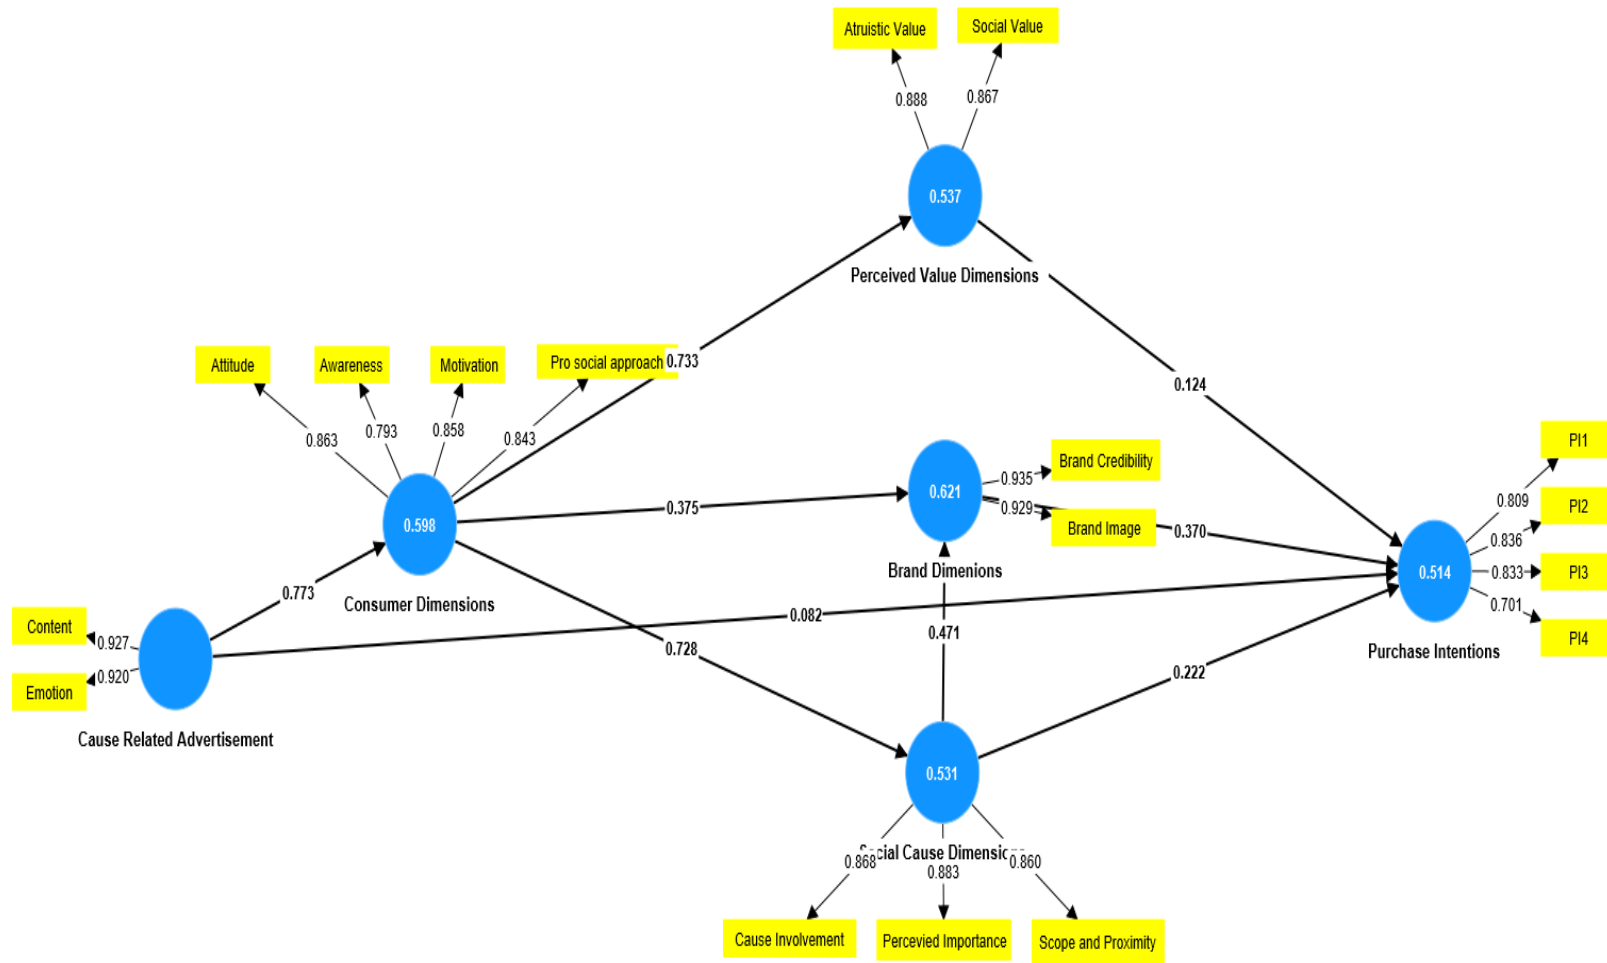 Atruistic Value
Social Value
0.888
0.867
0.537
Perceived Value Dimensions
Attitude
Awareness
Motivation
Pro social approach
0.733
0.863
0.793
0.858
0.843
0.124
0.598
Consumer Dimensions
0.375
0.621
Brand Dimenions
0.935
Brand Credibility
0.929
Brand Image
0.370
PI1
0.809
PI2
0.836
0.514
0.833
PI3
0.701
PI4
Purchase Intentions
0.773
Content
0.927
0.920
Emotion
Cause Related Advertisement
0.082
0.471
0.728
0.222
0.531
Cause
0.868
0.883
0.860
Cause Involvement
Percevied Importance
Scope and Proximity